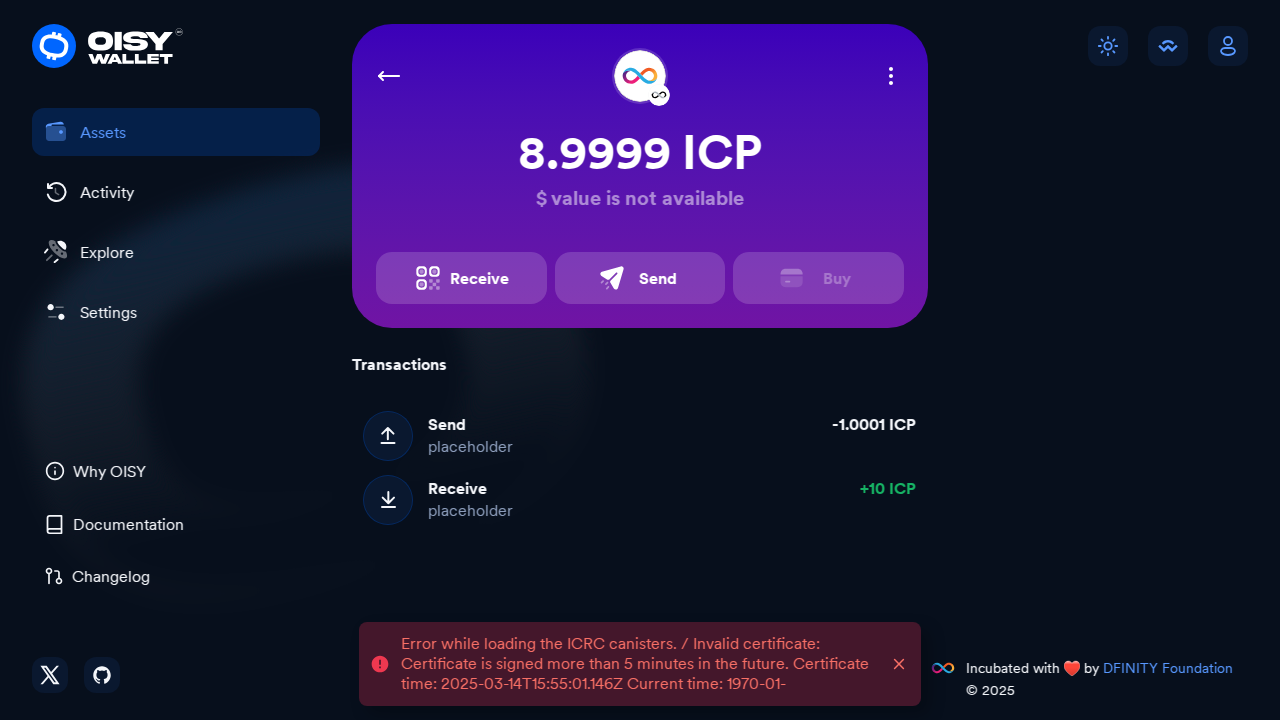 OISY
WALLET
Assets
Activity
Explore
Settings
Why OISY
Documentation
Changelog
8.9999 ICP
$ value is not available
Receive
Send
Buy
Transactions
Send
-1.0001 ICP
placeholder
Receive
+10 ICP
placeholder
Error while loading the ICRC canisters. / Invalid certificate:
Certificate is signed more than 5 minutes in the future. Certificate
time: 2025-03-14T15:55:01.146Z Current time: 1970-01-
Incubated with ❤️ by DFINITY Foundation
© 2025